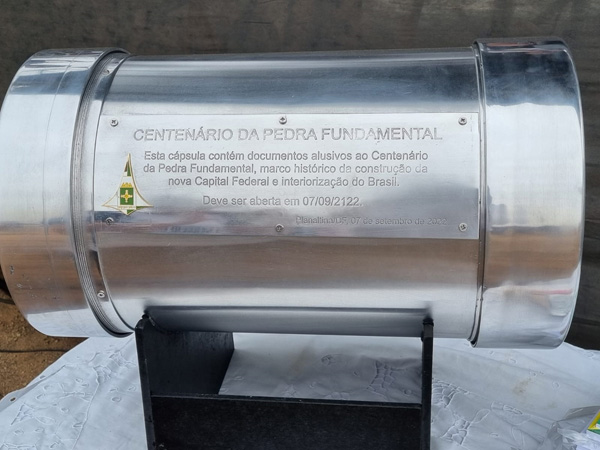 CENTENÁRIO DA PEDRA FUNDAMENTAL
Esta cápsula contém documentos alusivos ao Centenário
da Pedra Fundamental, marco histórico da construção da
nova Capital Federal e interiorização do Brasil.
Deve ser aberta em 07/09/2122.
Planaltina/DF, 07 de setembro de